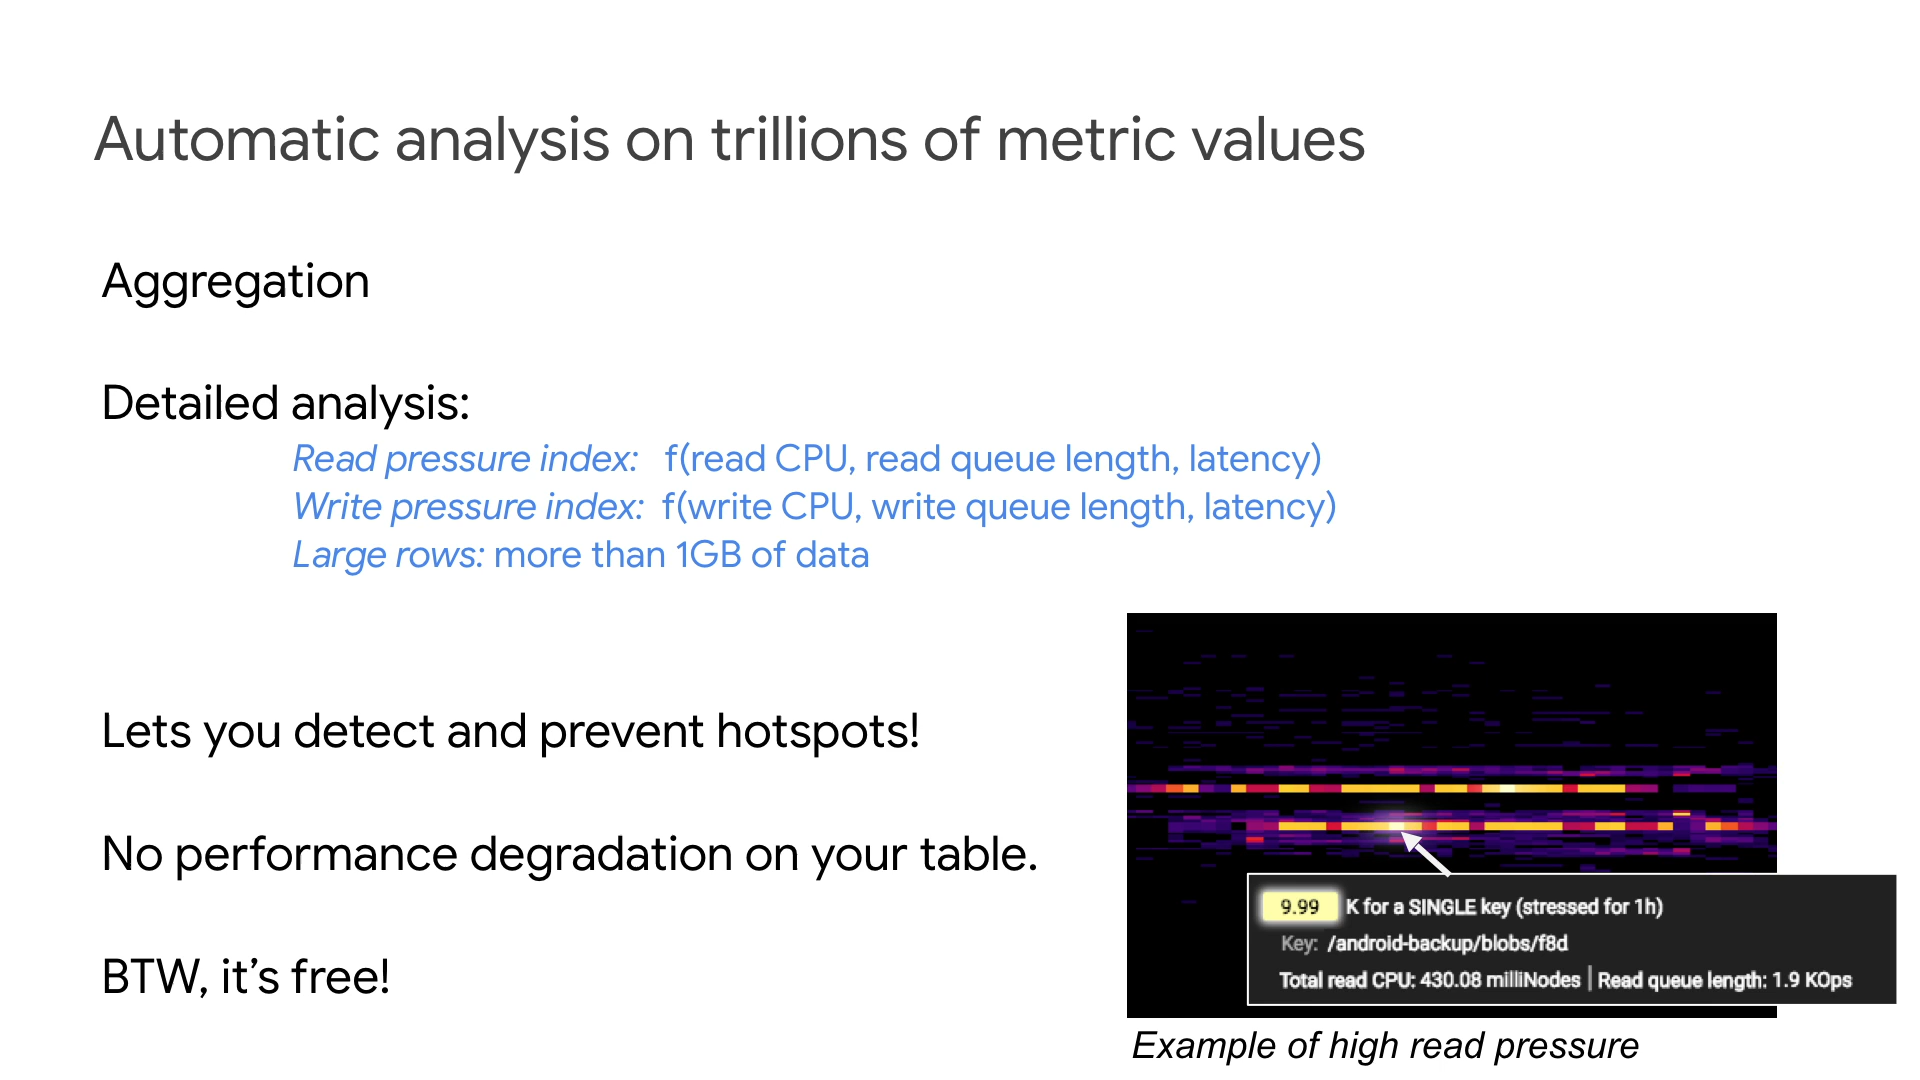 Automatic analysis on trillions of metric values
Aggregation
Detailed analysis:
Read pressure index: f(read CPU, read queue length, latency)
Write pressure index: f(write CPU, write queue length, latency)
Large rows: more than 1GB of data
Lets you detect and prevent hotspots!
No performance degradation on your table.
BTW, it’s free!
9.99 K for a SINGLE key (stressed for 1h)
Key: /android-backup/blobs/f8d
Total read CPU: 430.08 milliNodes | Read queue length: 1.9 KOps
Example of high read pressure